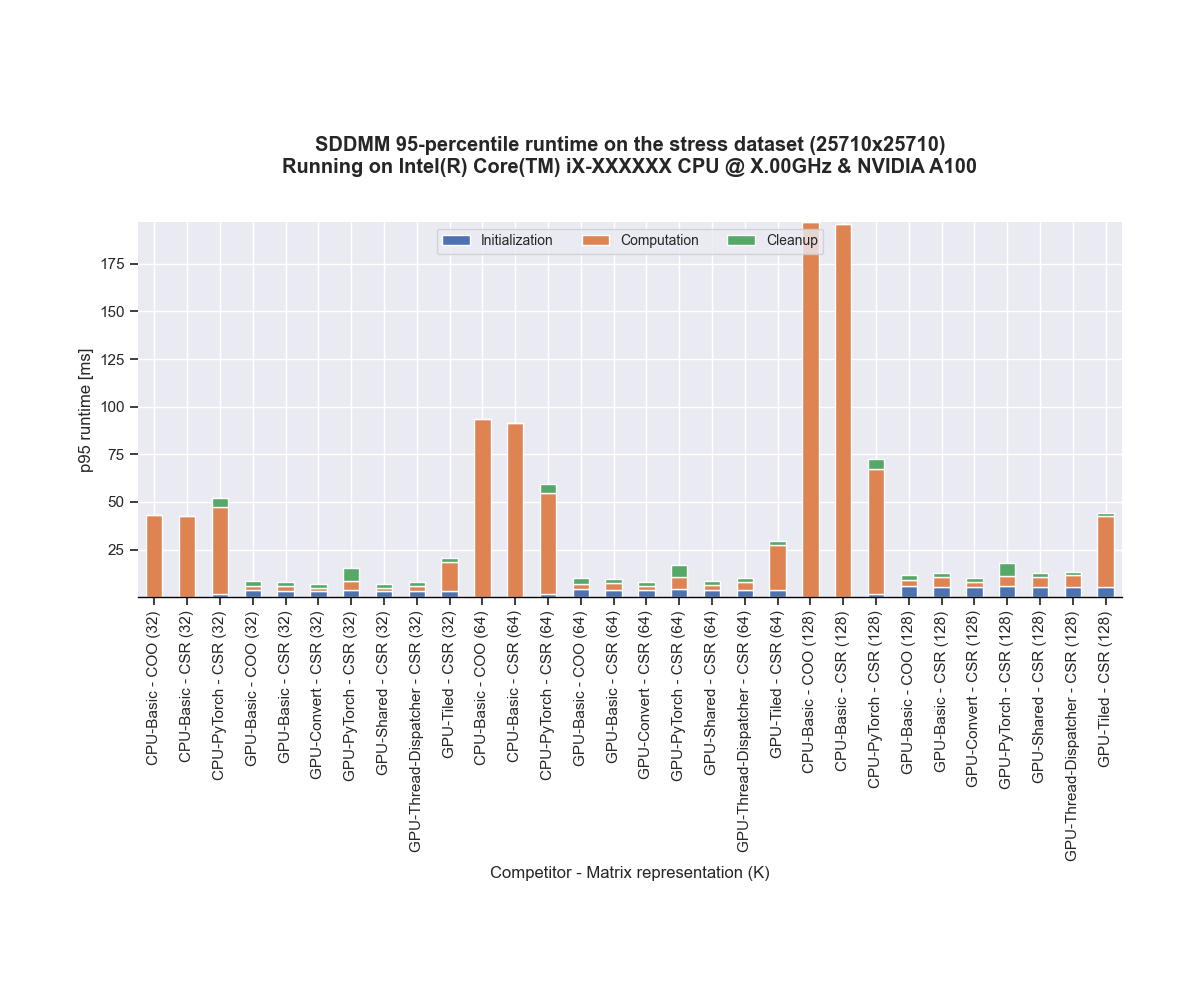 SDDMM 95-percentile runtime on the stress dataset (25710x25710)
Running on Intel(R) Core(TM) iX-XXXXXX CPU @ X.00GHz & NVIDIA A100
Initialization
Computation
Cleanup
175
150
125
100
75
50
25
p95 runtime [ms]
CPU-Basic - COO (32)
CPU-Basic - CSR (32)
CPU-PyTorch - CSR (32)
GPU-Basic - COO (32)
GPU-Basic - CSR (32)
GPU-Convert - CSR (32)
GPU-PyTorch - CSR (32)
GPU-Shared - CSR (32)
GPU-Thread-Dispatcher - CSR (32)
GPU-Tiled - CSR (32)
CPU-Basic - COO (64)
CPU-Basic - CSR (64)
CPU-PyTorch - CSR (64)
GPU-Basic - COO (64)
GPU-Basic - CSR (64)
GPU-Convert - CSR (64)
GPU-PyTorch - CSR (64)
GPU-Shared - CSR (64)
GPU-Thread-Dispatcher - CSR (64)
GPU-Tiled - CSR (64)
CPU-Basic - COO (128)
CPU-Basic - CSR (128)
CPU-PyTorch - CSR (128)
GPU-Basic - COO (128)
GPU-Basic - CSR (128)
GPU-Convert - CSR (128)
GPU-PyTorch - CSR (128)
GPU-Shared - CSR (128)
GPU-Thread-Dispatcher - CSR (128)
GPU-Tiled - CSR (128)
Competitor - Matrix representation (K)